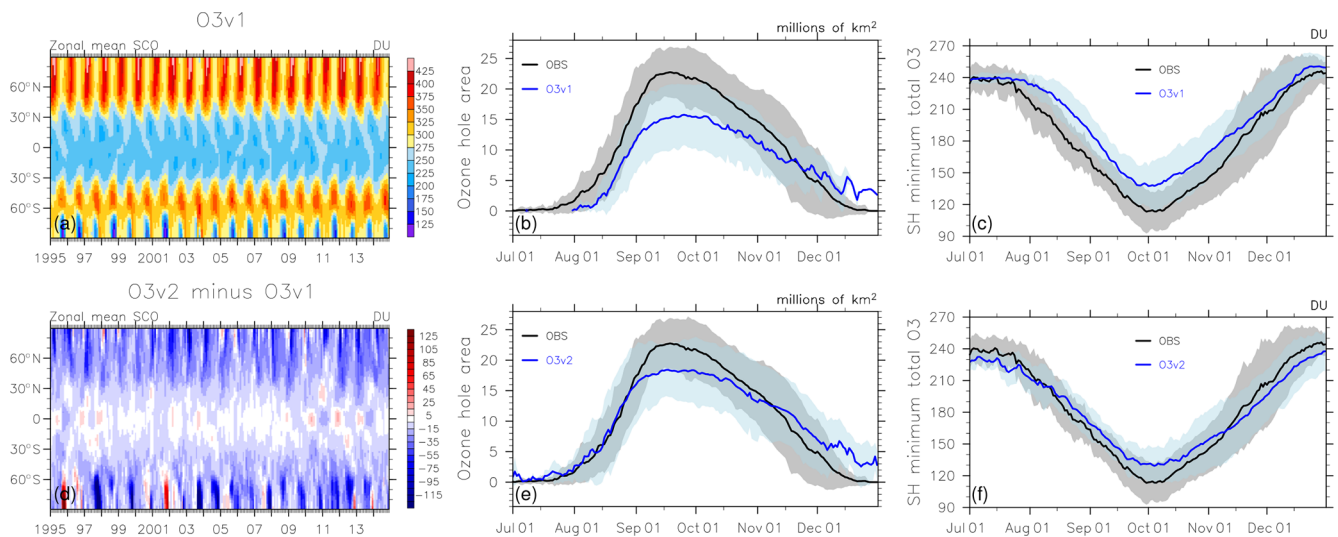 O3v1
Zonal mean SCO DU
60°N
30°N
0
30°S
60°S
(a)
1995 97 99 2001 03 05 07 09 11 13
425
400
375
350
325
300
275
250
225
200
175
150
125
millions of km²
Ozone hole area
25
20
15
10
5
0
OBS
O3v1
(b)
Jul 01 Aug 01 Sep 01 Oct 01 Nov 01 Dec 01
DU
SH minimum total O3
270
240
210
180
150
120
90
OBS
O3v1
(c)
Jul 01 Aug 01 Sep 01 Oct 01 Nov 01 Dec 01
O3v2 minus O3v1
Zonal mean SCO DU
60°N
30°N
0
30°S
60°S
(d)
1995 97 99 2001 03 05 07 09 11 13
125
105
85
65
45
25
5
−15
−35
−55
−75
−95
−115
millions of km²
Ozone hole area
25
20
15
10
5
0
OBS
O3v2
(e)
Jul 01 Aug 01 Sep 01 Oct 01 Nov 01 Dec 01
DU
SH minimum total O3
270
240
210
180
150
120
90
OBS
O3v2
(f)
Jul 01 Aug 01 Sep 01 Oct 01 Nov 01 Dec 01